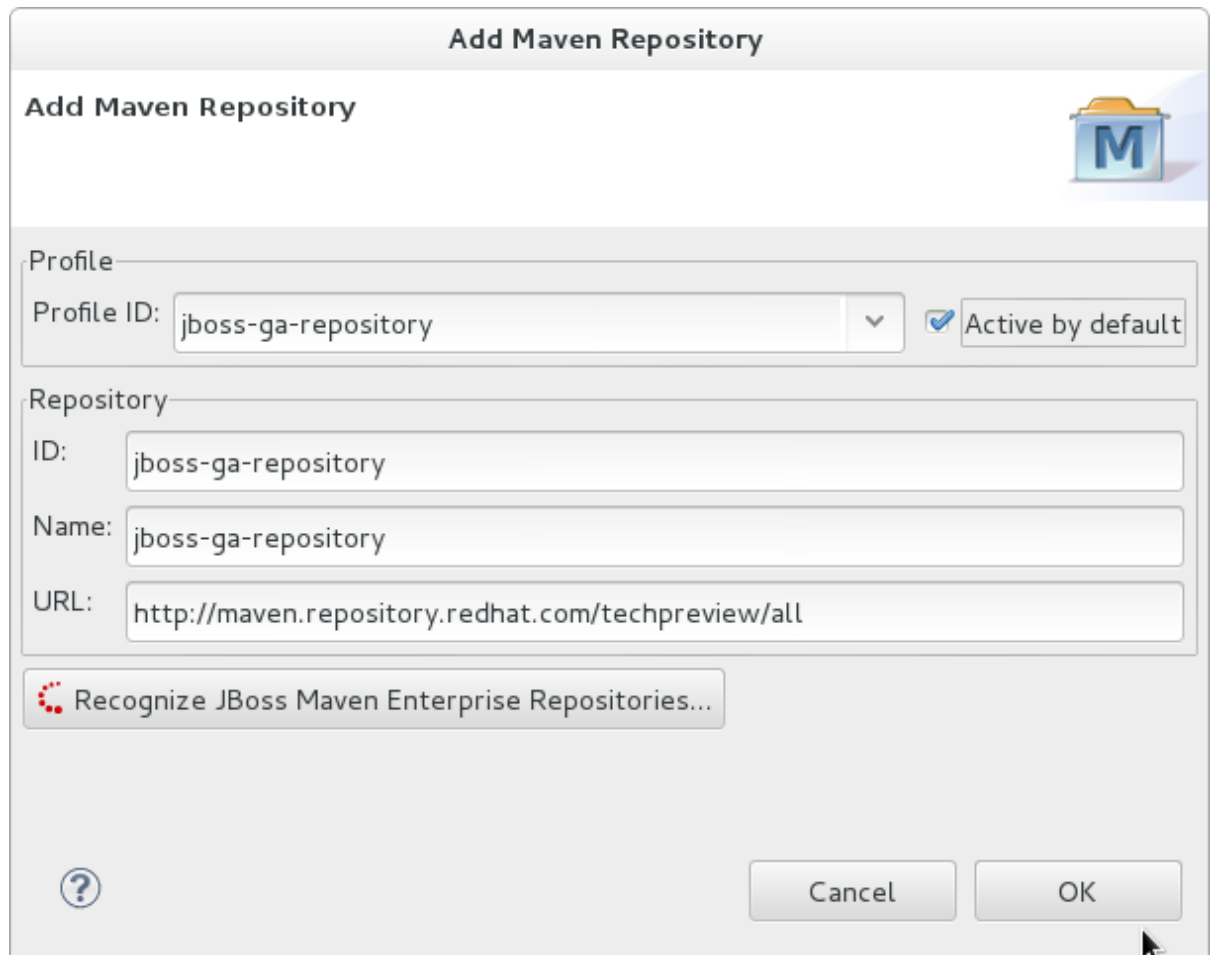 Add Maven Repository
Add Maven Repository
M
Profile
Profile ID: jboss-ga-repository Active by default
Repository
ID: jboss-ga-repository
Name: jboss-ga-repository
URL: http://maven.repository.redhat.com/techpreview/all
Recognize JBoss Maven Enterprise Repositories...
? Cancel OK